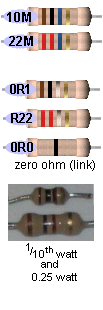 10M
22M
0R1
R22
0R0
zero ohm (link)
1/10th watt
and
0.25 watt